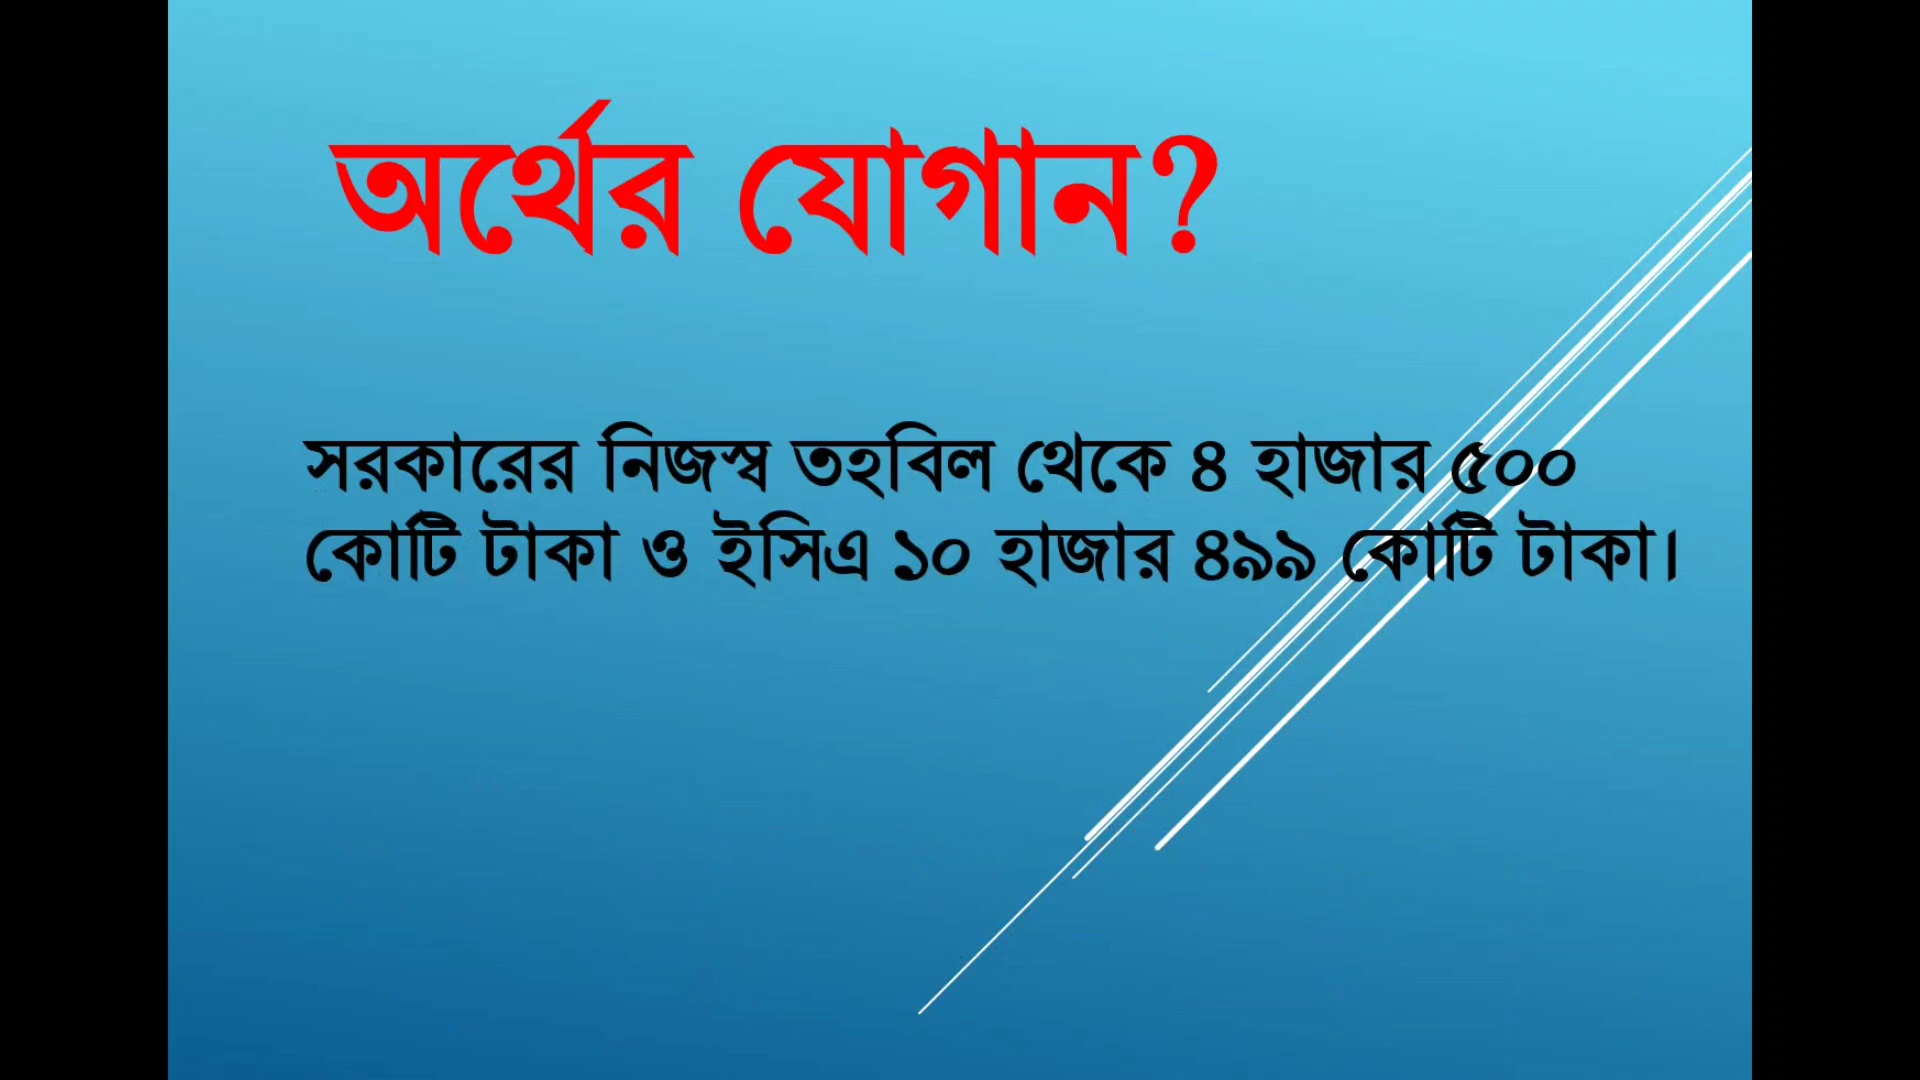 অর্থের যোগান?
সরকারের নিজস্ব তহবিল থেকে ৪ হাজার ৫০০
কোটি টাকা ও ইসিএ ১০ হাজার ৪৯৯ কোটি টাকা।